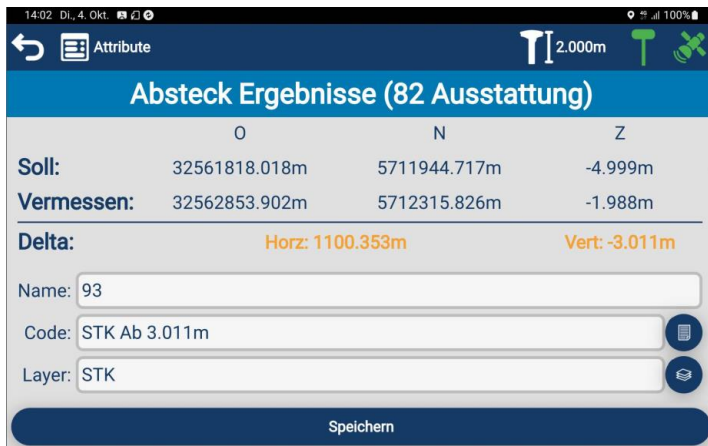 14:02 Di., 4. Okt. 100%
Attribute 2.000m
Absteck Ergebnisse (82 Ausstattung)
O N Z
Soll: 32561818.018m 5711944.717m -4.999m
Vermessen: 32562853.902m 5712315.826m -1.988m
Delta: Horz: 1100.353m Vert: -3.011m
Name: 93
Code: STK Ab 3.011m
Layer: STK
Speichern